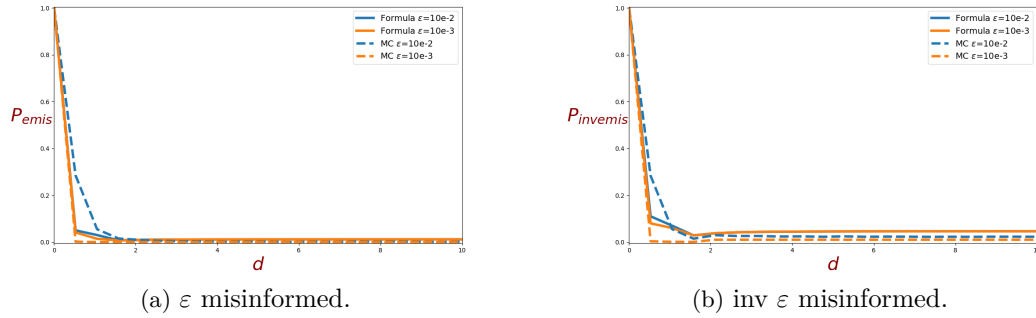 1.0
0.8
0.6
0.4
0.2
0.0
P_emis
0 2 4 6 8 10
d
Formula ε=10e-2
Formula ε=10e-3
MC ε=10e-2
MC ε=10e-3
(a) ε misinformed.
1.0
0.8
0.6
0.4
0.2
0.0
P_invemis
0 2 4 6 8 10
d
Formula ε=10e-2
Formula ε=10e-3
MC ε=10e-2
MC ε=10e-3
(b) inv ε misinformed.